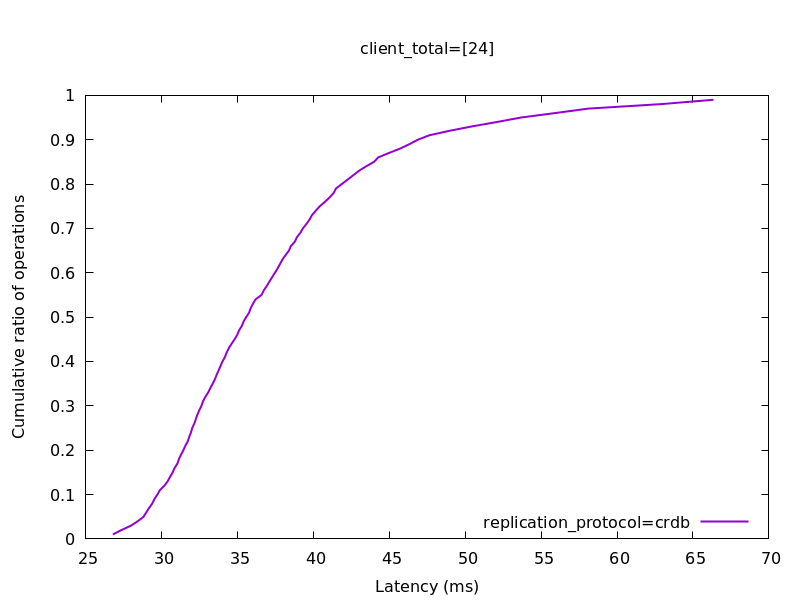 client_total=[24]
1
0.9
0.8
0.7
0.6
0.5
0.4
0.3
0.2
0.1
0
Cumulative ratio of operations
replication_protocol=crdb
25 30 35 40 45 50 55 60 65 70
Latency (ms)